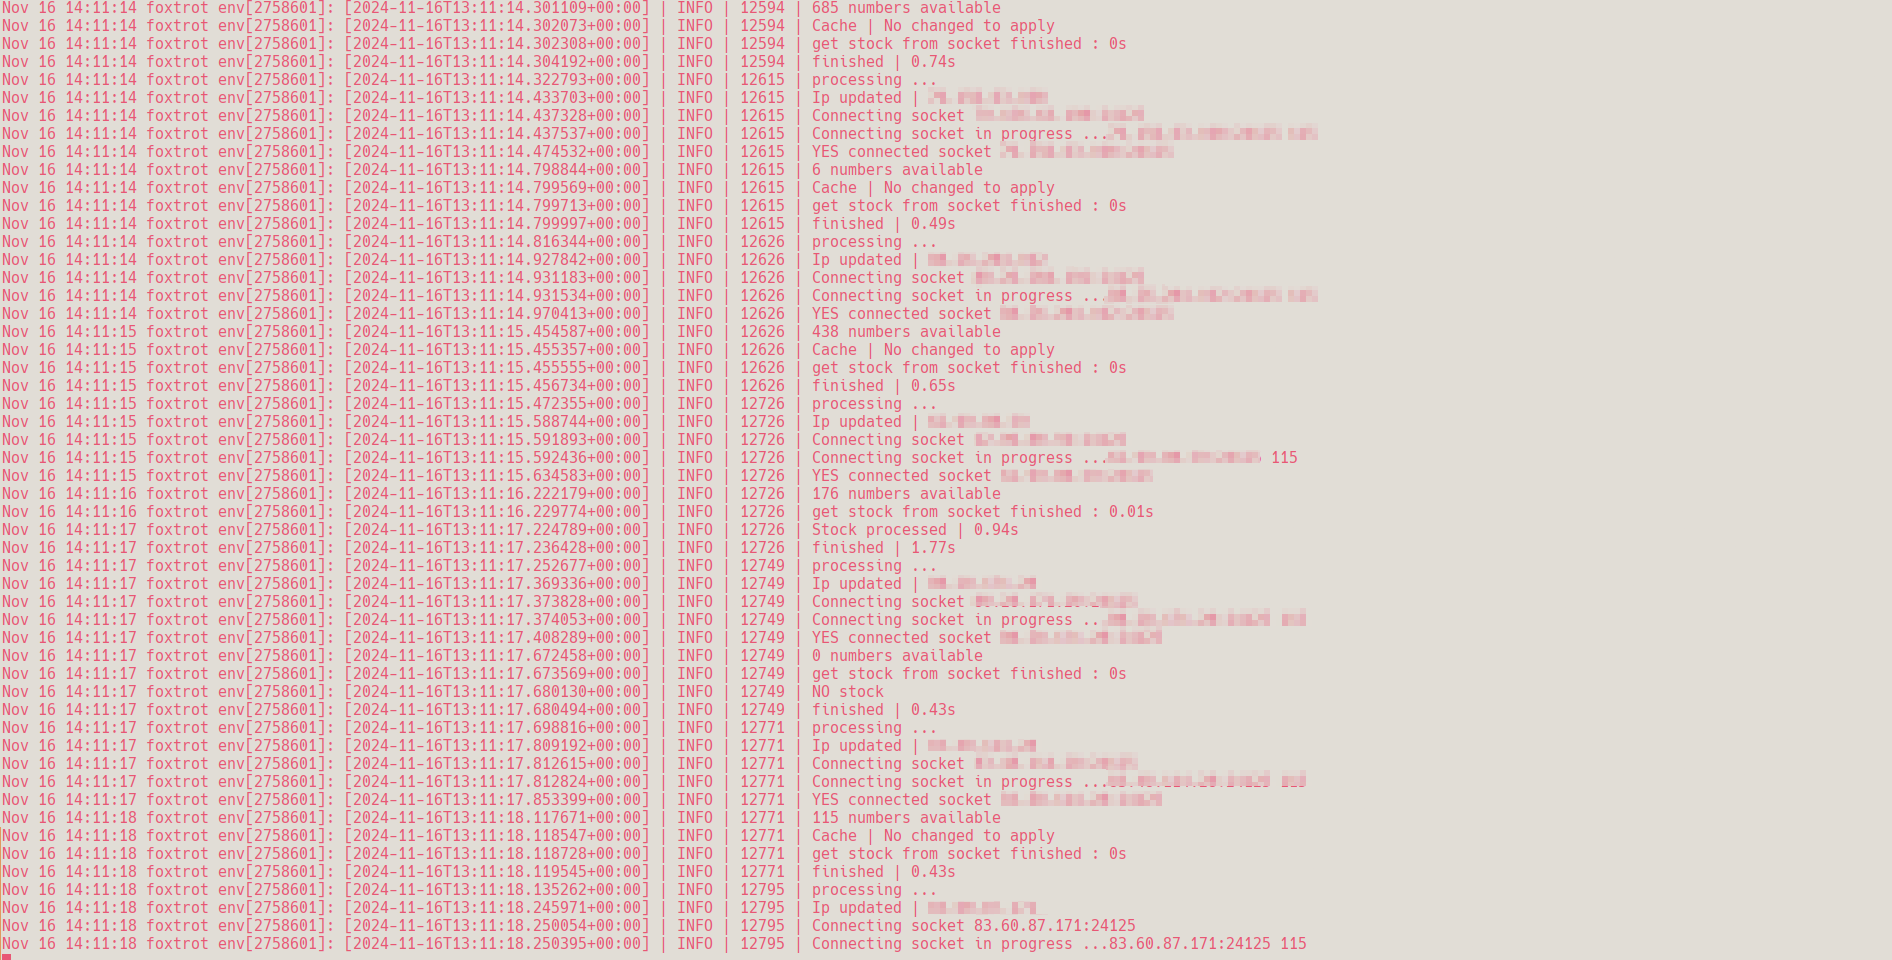 Nov 16 14:11:14 foxtrot env[2758601]: [2024-11-16T13:11:14.301109+00:00] | INFO | 12594 | 685 numbers available
Nov 16 14:11:14 foxtrot env[2758601]: [2024-11-16T13:11:14.302073+00:00] | INFO | 12594 | Cache | No changed to apply
Nov 16 14:11:14 foxtrot env[2758601]: [2024-11-16T13:11:14.302308+00:00] | INFO | 12594 | get stock from socket finished : 0s
Nov 16 14:11:14 foxtrot env[2758601]: [2024-11-16T13:11:14.304192+00:00] | INFO | 12594 | finished | 0.74s
Nov 16 14:11:14 foxtrot env[2758601]: [2024-11-16T13:11:14.322793+00:00] | INFO | 12615 | processing ...
Nov 16 14:11:14 foxtrot env[2758601]: [2024-11-16T13:11:14.433703+00:00] | INFO | 12615 | Ip updated |
Nov 16 14:11:14 foxtrot env[2758601]: [2024-11-16T13:11:14.437328+00:00] | INFO | 12615 | Connecting socket
Nov 16 14:11:14 foxtrot env[2758601]: [2024-11-16T13:11:14.437537+00:00] | INFO | 12615 | Connecting socket in progress ...
Nov 16 14:11:14 foxtrot env[2758601]: [2024-11-16T13:11:14.474532+00:00] | INFO | 12615 | YES connected socket
Nov 16 14:11:14 foxtrot env[2758601]: [2024-11-16T13:11:14.798844+00:00] | INFO | 12615 | 6 numbers available
Nov 16 14:11:14 foxtrot env[2758601]: [2024-11-16T13:11:14.799569+00:00] | INFO | 12615 | Cache | No changed to apply
Nov 16 14:11:14 foxtrot env[2758601]: [2024-11-16T13:11:14.799713+00:00] | INFO | 12615 | get stock from socket finished : 0s
Nov 16 14:11:14 foxtrot env[2758601]: [2024-11-16T13:11:14.799997+00:00] | INFO | 12615 | finished | 0.49s
Nov 16 14:11:14 foxtrot env[2758601]: [2024-11-16T13:11:14.816344+00:00] | INFO | 12626 | processing ...
Nov 16 14:11:14 foxtrot env[2758601]: [2024-11-16T13:11:14.927842+00:00] | INFO | 12626 | Ip updated |
Nov 16 14:11:14 foxtrot env[2758601]: [2024-11-16T13:11:14.931183+00:00] | INFO | 12626 | Connecting socket
Nov 16 14:11:14 foxtrot env[2758601]: [2024-11-16T13:11:14.931534+00:00] | INFO | 12626 | Connecting socket in progress ...
Nov 16 14:11:14 foxtrot env[2758601]: [2024-11-16T13:11:14.970413+00:00] | INFO | 12626 | YES connected socket
Nov 16 14:11:15 foxtrot env[2758601]: [2024-11-16T13:11:15.454587+00:00] | INFO | 12626 | 438 numbers available
Nov 16 14:11:15 foxtrot env[2758601]: [2024-11-16T13:11:15.455357+00:00] | INFO | 12626 | Cache | No changed to apply
Nov 16 14:11:15 foxtrot env[2758601]: [2024-11-16T13:11:15.455555+00:00] | INFO | 12626 | get stock from socket finished : 0s
Nov 16 14:11:15 foxtrot env[2758601]: [2024-11-16T13:11:15.456734+00:00] | INFO | 12626 | finished | 0.65s
Nov 16 14:11:15 foxtrot env[2758601]: [2024-11-16T13:11:15.472355+00:00] | INFO | 12726 | processing ...
Nov 16 14:11:15 foxtrot env[2758601]: [2024-11-16T13:11:15.588744+00:00] | INFO | 12726 | Ip updated |
Nov 16 14:11:15 foxtrot env[2758601]: [2024-11-16T13:11:15.591893+00:00] | INFO | 12726 | Connecting socket
Nov 16 14:11:15 foxtrot env[2758601]: [2024-11-16T13:11:15.592436+00:00] | INFO | 12726 | Connecting socket in progress ... 115
Nov 16 14:11:15 foxtrot env[2758601]: [2024-11-16T13:11:15.634583+00:00] | INFO | 12726 | YES connected socket
Nov 16 14:11:16 foxtrot env[2758601]: [2024-11-16T13:11:16.222179+00:00] | INFO | 12726 | 176 numbers available
Nov 16 14:11:16 foxtrot env[2758601]: [2024-11-16T13:11:16.229774+00:00] | INFO | 12726 | get stock from socket finished : 0.01s
Nov 16 14:11:17 foxtrot env[2758601]: [2024-11-16T13:11:17.224789+00:00] | INFO | 12726 | Stock processed | 0.94s
Nov 16 14:11:17 foxtrot env[2758601]: [2024-11-16T13:11:17.236428+00:00] | INFO | 12726 | finished | 1.77s
Nov 16 14:11:17 foxtrot env[2758601]: [2024-11-16T13:11:17.252677+00:00] | INFO | 12749 | processing ...
Nov 16 14:11:17 foxtrot env[2758601]: [2024-11-16T13:11:17.369336+00:00] | INFO | 12749 | Ip updated |
Nov 16 14:11:17 foxtrot env[2758601]: [2024-11-16T13:11:17.373828+00:00] | INFO | 12749 | Connecting socket
Nov 16 14:11:17 foxtrot env[2758601]: [2024-11-16T13:11:17.374053+00:00] | INFO | 12749 | Connecting socket in progress ..
Nov 16 14:11:17 foxtrot env[2758601]: [2024-11-16T13:11:17.408289+00:00] | INFO | 12749 | YES connected socket
Nov 16 14:11:17 foxtrot env[2758601]: [2024-11-16T13:11:17.672458+00:00] | INFO | 12749 | 0 numbers available
Nov 16 14:11:17 foxtrot env[2758601]: [2024-11-16T13:11:17.673569+00:00] | INFO | 12749 | get stock from socket finished : 0s
Nov 16 14:11:17 foxtrot env[2758601]: [2024-11-16T13:11:17.680130+00:00] | INFO | 12749 | NO stock
Nov 16 14:11:17 foxtrot env[2758601]: [2024-11-16T13:11:17.680494+00:00] | INFO | 12749 | finished | 0.43s
Nov 16 14:11:17 foxtrot env[2758601]: [2024-11-16T13:11:17.698816+00:00] | INFO | 12771 | processing ...
Nov 16 14:11:17 foxtrot env[2758601]: [2024-11-16T13:11:17.809192+00:00] | INFO | 12771 | Ip updated |
Nov 16 14:11:17 foxtrot env[2758601]: [2024-11-16T13:11:17.812615+00:00] | INFO | 12771 | Connecting socket
Nov 16 14:11:17 foxtrot env[2758601]: [2024-11-16T13:11:17.812824+00:00] | INFO | 12771 | Connecting socket in progress ...
Nov 16 14:11:17 foxtrot env[2758601]: [2024-11-16T13:11:17.853399+00:00] | INFO | 12771 | YES connected socket
Nov 16 14:11:18 foxtrot env[2758601]: [2024-11-16T13:11:18.117671+00:00] | INFO | 12771 | 115 numbers available
Nov 16 14:11:18 foxtrot env[2758601]: [2024-11-16T13:11:18.118547+00:00] | INFO | 12771 | Cache | No changed to apply
Nov 16 14:11:18 foxtrot env[2758601]: [2024-11-16T13:11:18.118728+00:00] | INFO | 12771 | get stock from socket finished : 0s
Nov 16 14:11:18 foxtrot env[2758601]: [2024-11-16T13:11:18.119545+00:00] | INFO | 12771 | finished | 0.43s
Nov 16 14:11:18 foxtrot env[2758601]: [2024-11-16T13:11:18.135262+00:00] | INFO | 12795 | processing ...
Nov 16 14:11:18 foxtrot env[2758601]: [2024-11-16T13:11:18.245971+00:00] | INFO | 12795 | Ip updated |
Nov 16 14:11:18 foxtrot env[2758601]: [2024-11-16T13:11:18.250054+00:00] | INFO | 12795 | Connecting socket 83.60.87.171:24125
Nov 16 14:11:18 foxtrot env[2758601]: [2024-11-16T13:11:18.250395+00:00] | INFO | 12795 | Connecting socket in progress ...83.60.87.171:24125 115